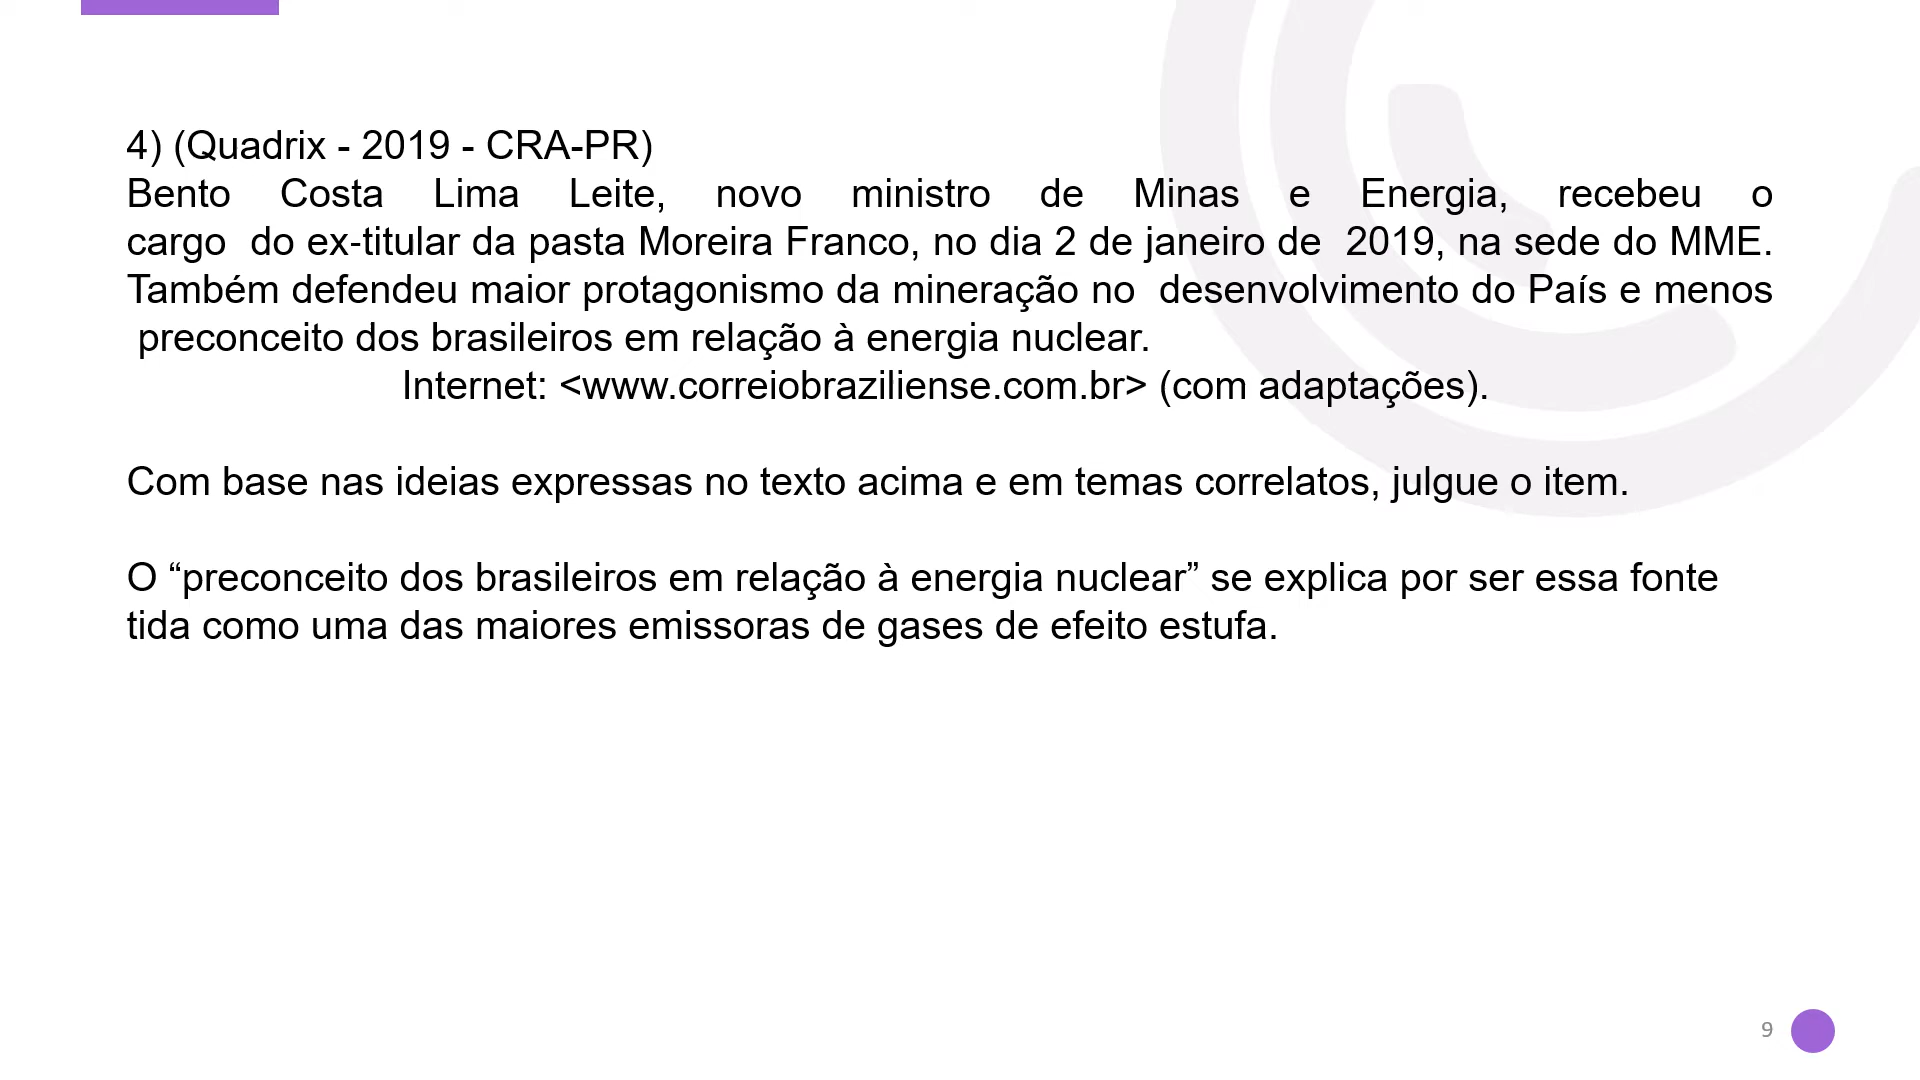 4) (Quadrix - 2019 - CRA-PR)
Bento Costa Lima Leite, novo ministro de Minas e Energia, recebeu o
cargo do ex-titular da pasta Moreira Franco, no dia 2 de janeiro de 2019, na sede do MME.
Também defendeu maior protagonismo da mineração no desenvolvimento do País e menos
preconceito dos brasileiros em relação à energia nuclear.
Internet: <www.correiobraziliense.com.br> (com adaptações).
Com base nas ideias expressas no texto acima e em temas correlatos, julgue o item.
O “preconceito dos brasileiros em relação à energia nuclear” se explica por ser essa fonte
tida como uma das maiores emissoras de gases de efeito estufa.
9